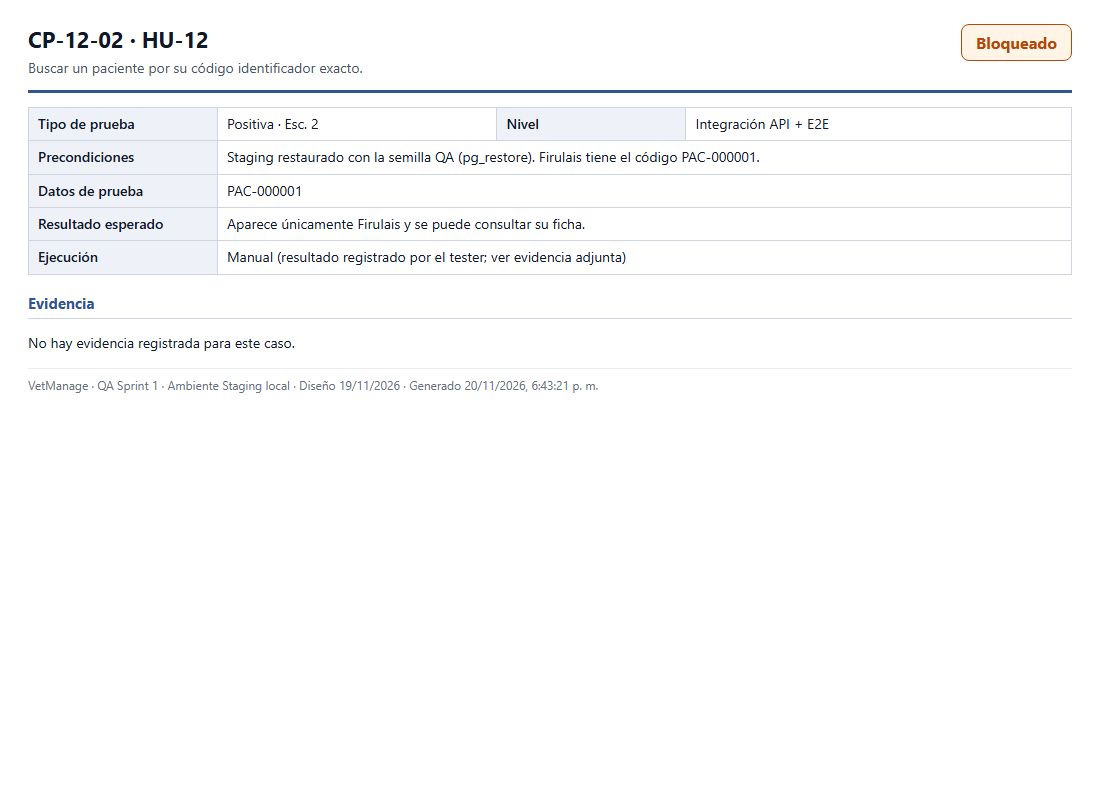 CP-12-02 · HU-12
Bloqueado
Buscar un paciente por su código identificador exacto.
Tipo de prueba Positiva · Esc. 2 Nivel Integración API + E2E
Precondiciones Staging restaurado con la semilla QA (pg_restore). Firulais tiene el código PAC-000001.
Datos de prueba PAC-000001
Resultado esperado Aparece únicamente Firulais y se puede consultar su ficha.
Ejecución Manual (resultado registrado por el tester; ver evidencia adjunta)
Evidencia
No hay evidencia registrada para este caso.
VetManage · QA Sprint 1 · Ambiente Staging local · Diseño 19/11/2026 · Generado 20/11/2026, 6:43:21 p. m.